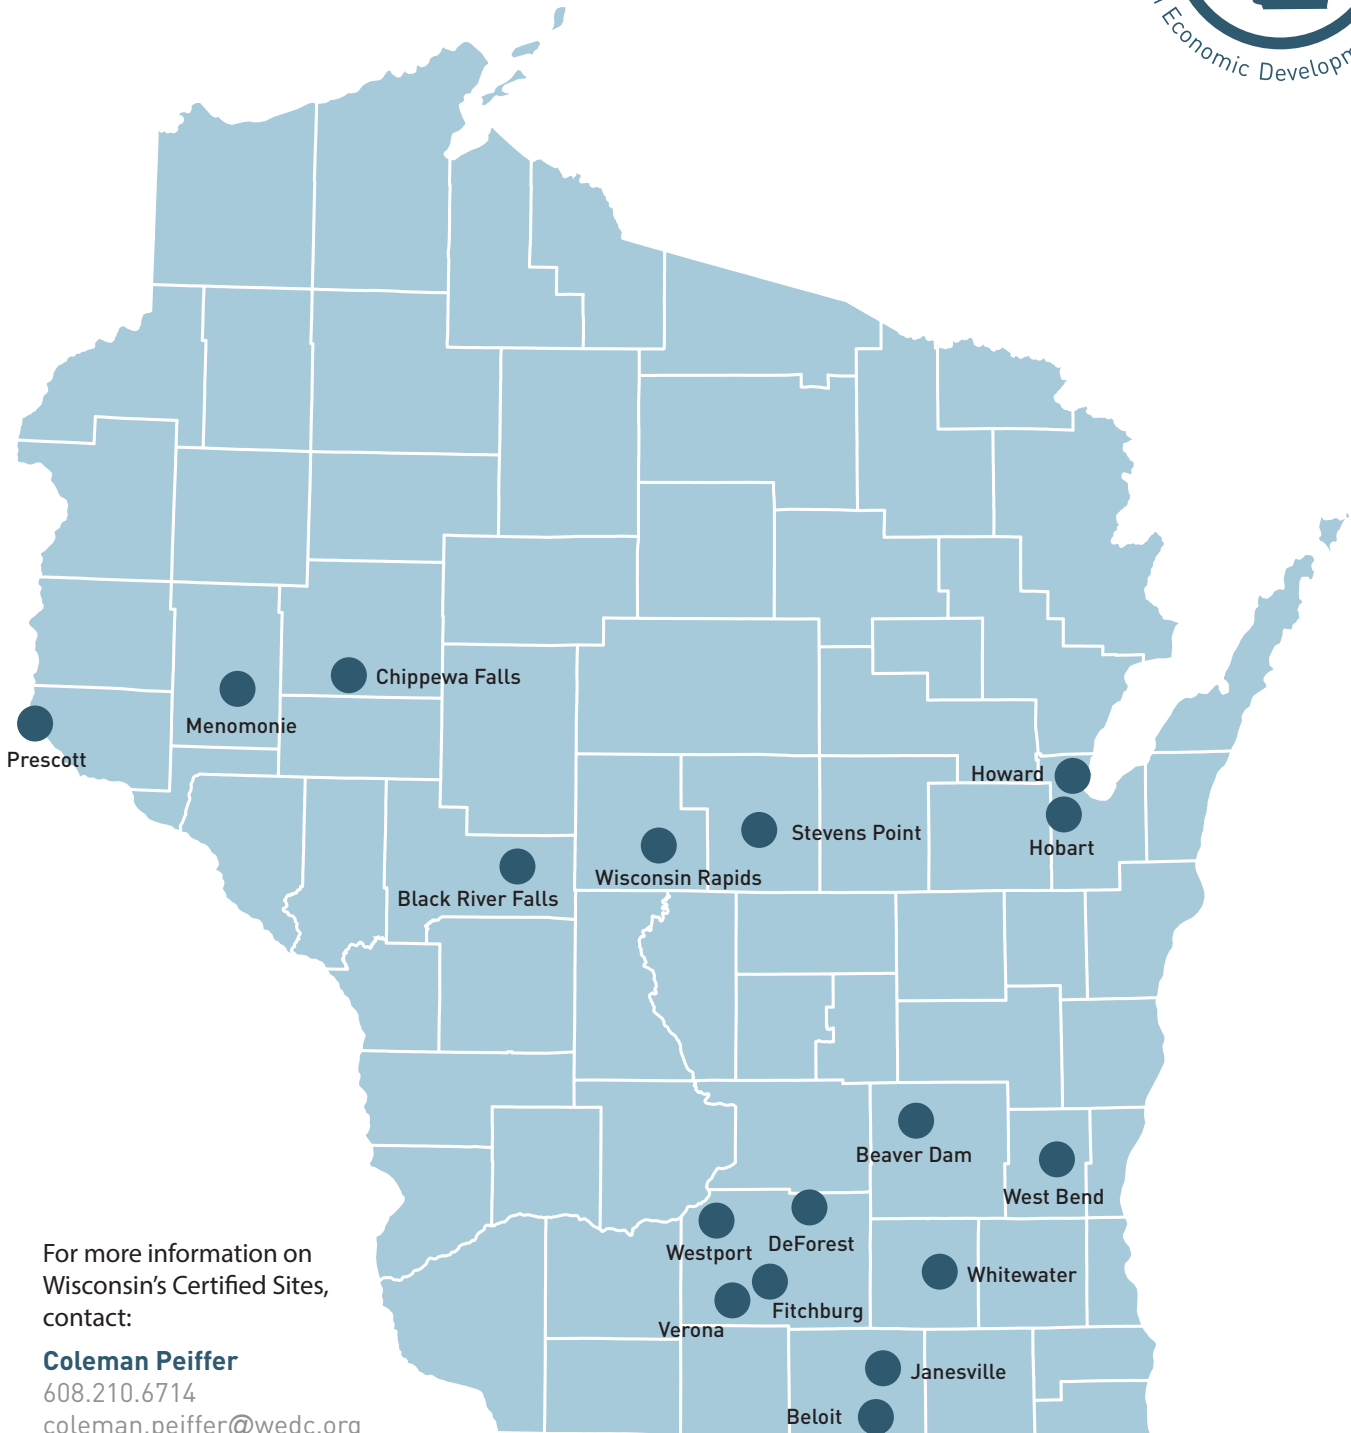 Economic
Chippewa Falls
Menomonie
Prescott
Howard
Stevens Point
Hobart
Wisconsin Rapids
Black River Falls
Beaver Dam
West Bend
DeForest
Westport
Whitewater
Fitchburg
Verona
Janesville
Beloit
For more information on
Wisconsin’s Certified Sites,
contact:
Coleman Peiffer
608.210.6714
coleman.peiffer@wedc.org